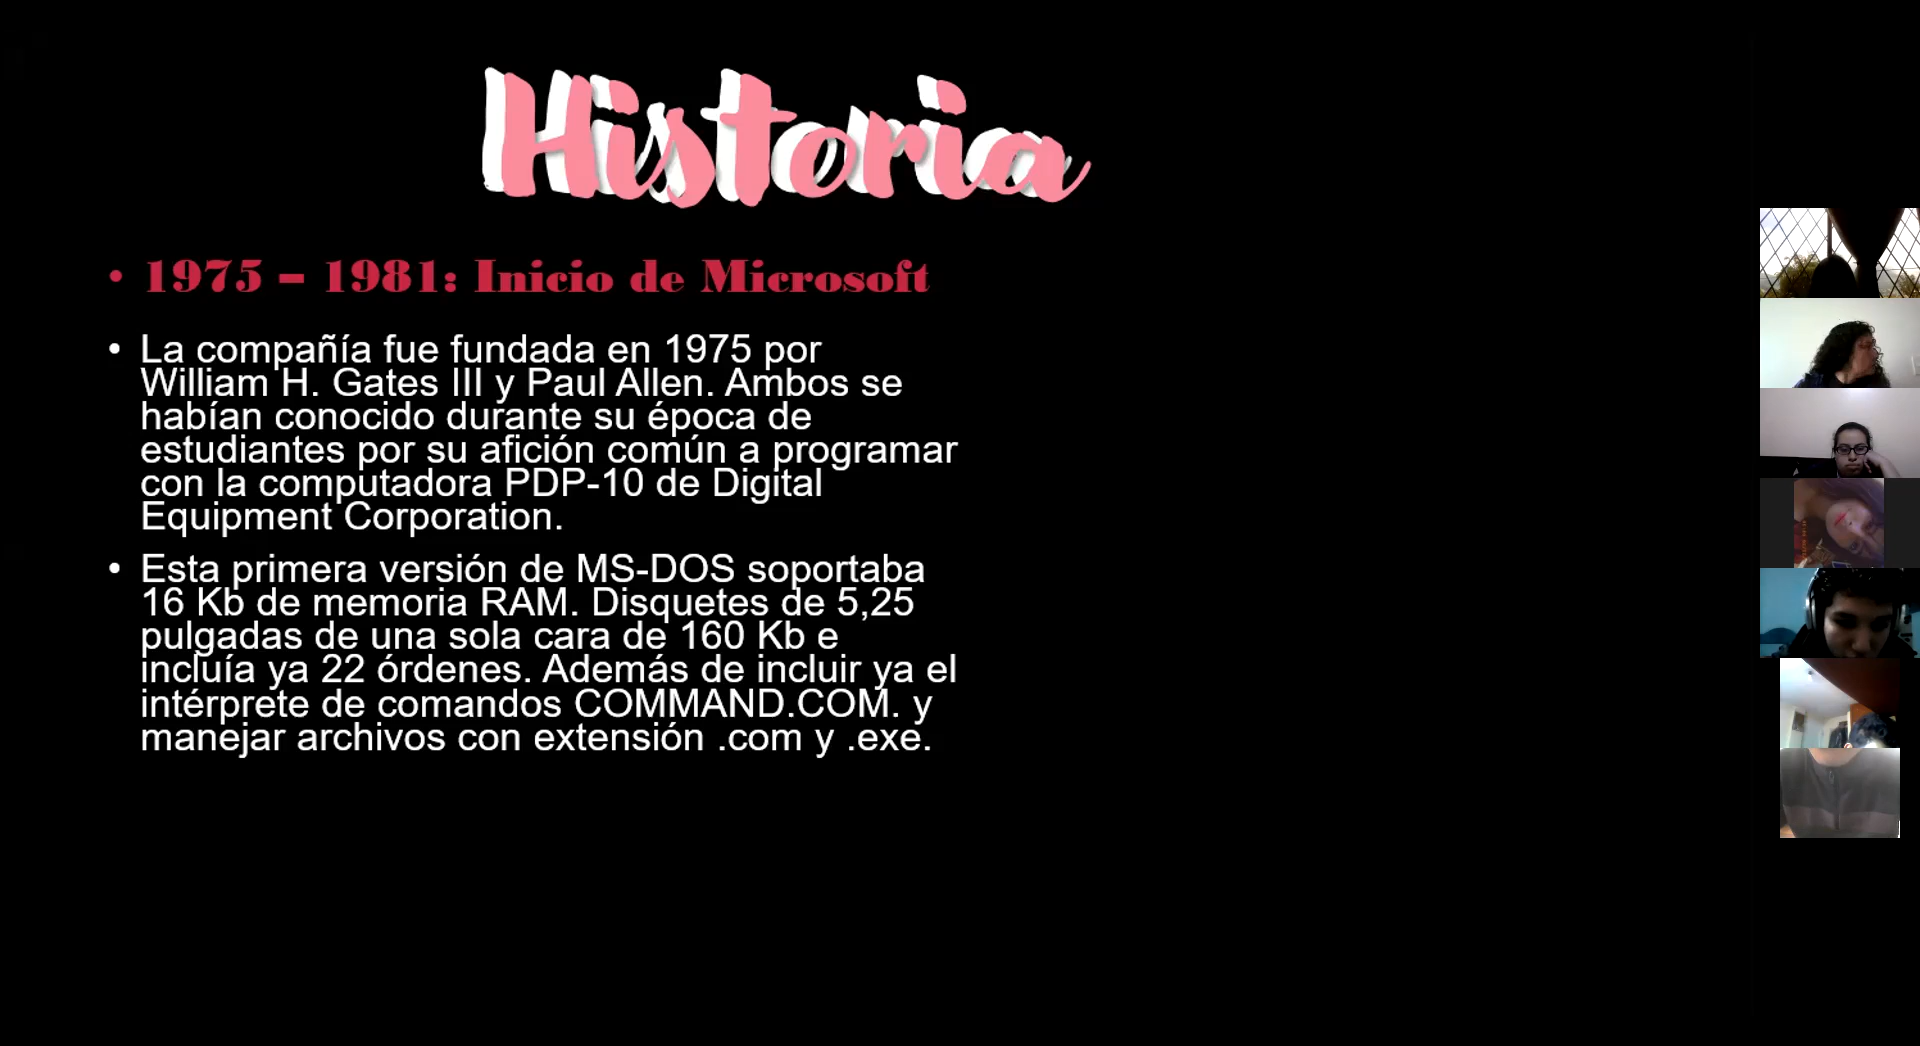 Historia
• 1975 – 1981: Inicio de Microsoft
• La compañía fue fundada en 1975 por
William H. Gates III y Paul Allen. Ambos se
habían conocido durante su época de
estudiantes por su afición común a programar
con la computadora PDP-10 de Digital
Equipment Corporation.
• Esta primera versión de MS-DOS soportaba
16 Kb de memoria RAM. Disquetes de 5,25
pulgadas de una sola cara de 160 Kb e
incluía ya 22 órdenes. Además de incluir ya el
intérprete de comandos COMMAND.COM. y
manejar archivos con extensión .com y .exe.